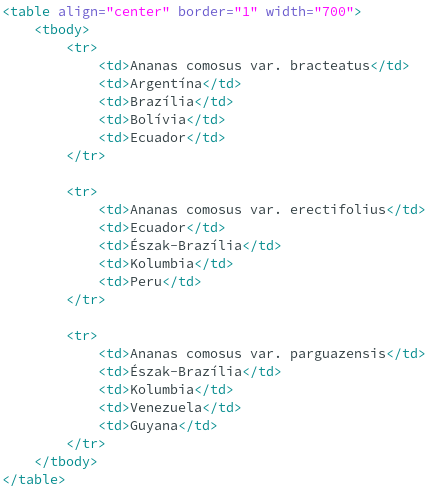 <table align="center" border="1" width="700">
    <tbody>
        <tr>
            <td>Ananas comosus var. bracteatus</td>
            <td>Argentína</td>
            <td>Brazília</td>
            <td>Bolívia</td>
            <td>Ecuador</td>
        </tr>

        <tr>
            <td>Ananas comosus var. erectifolius</td>
            <td>Ecuador</td>
            <td>Észak-Brazília</td>
            <td>Kolumbia</td>
            <td>Peru</td>
        </tr>

        <tr>
            <td>Ananas comosus var. parguazensis</td>
            <td>Észak-Brazília</td>
            <td>Kolumbia</td>
            <td>Venezuela</td>
            <td>Guyana</td>
        </tr>
    </tbody>
</table>